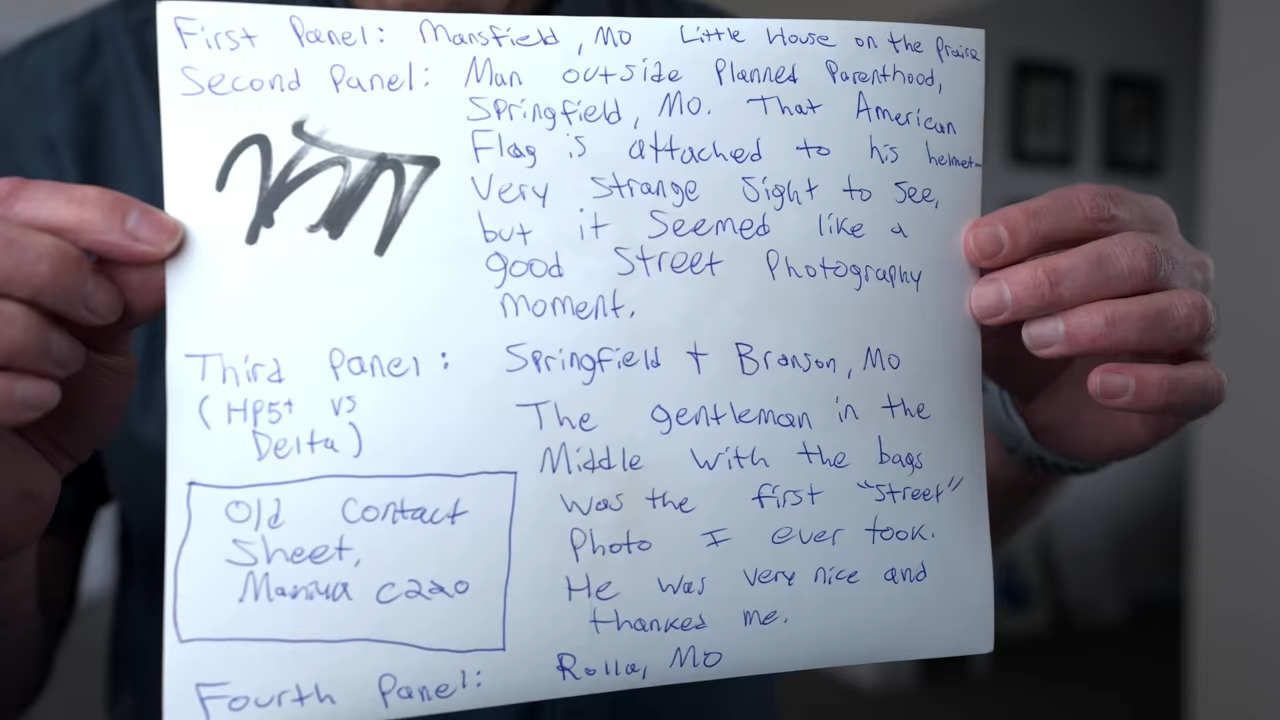 First Panel: Mansfield, MO Little House on the Prairie
Second Panel: Man outside Planned Parenthood,
Springfield, MO. That American
Flag is attached to his helmet-
Very strange sight to see,
but it seemed like a
good Street Photography
moment.
Third Panel: Springfield + Branson, MO
(HP5+ vs
Delta)
The gentleman in the
Middle with the bags
was the first "street"
Photo I ever took.
He was very nice and
thanked me.
Old Contact
Sheet,
Mamiya C220
Fourth Panel: Rolla, MO